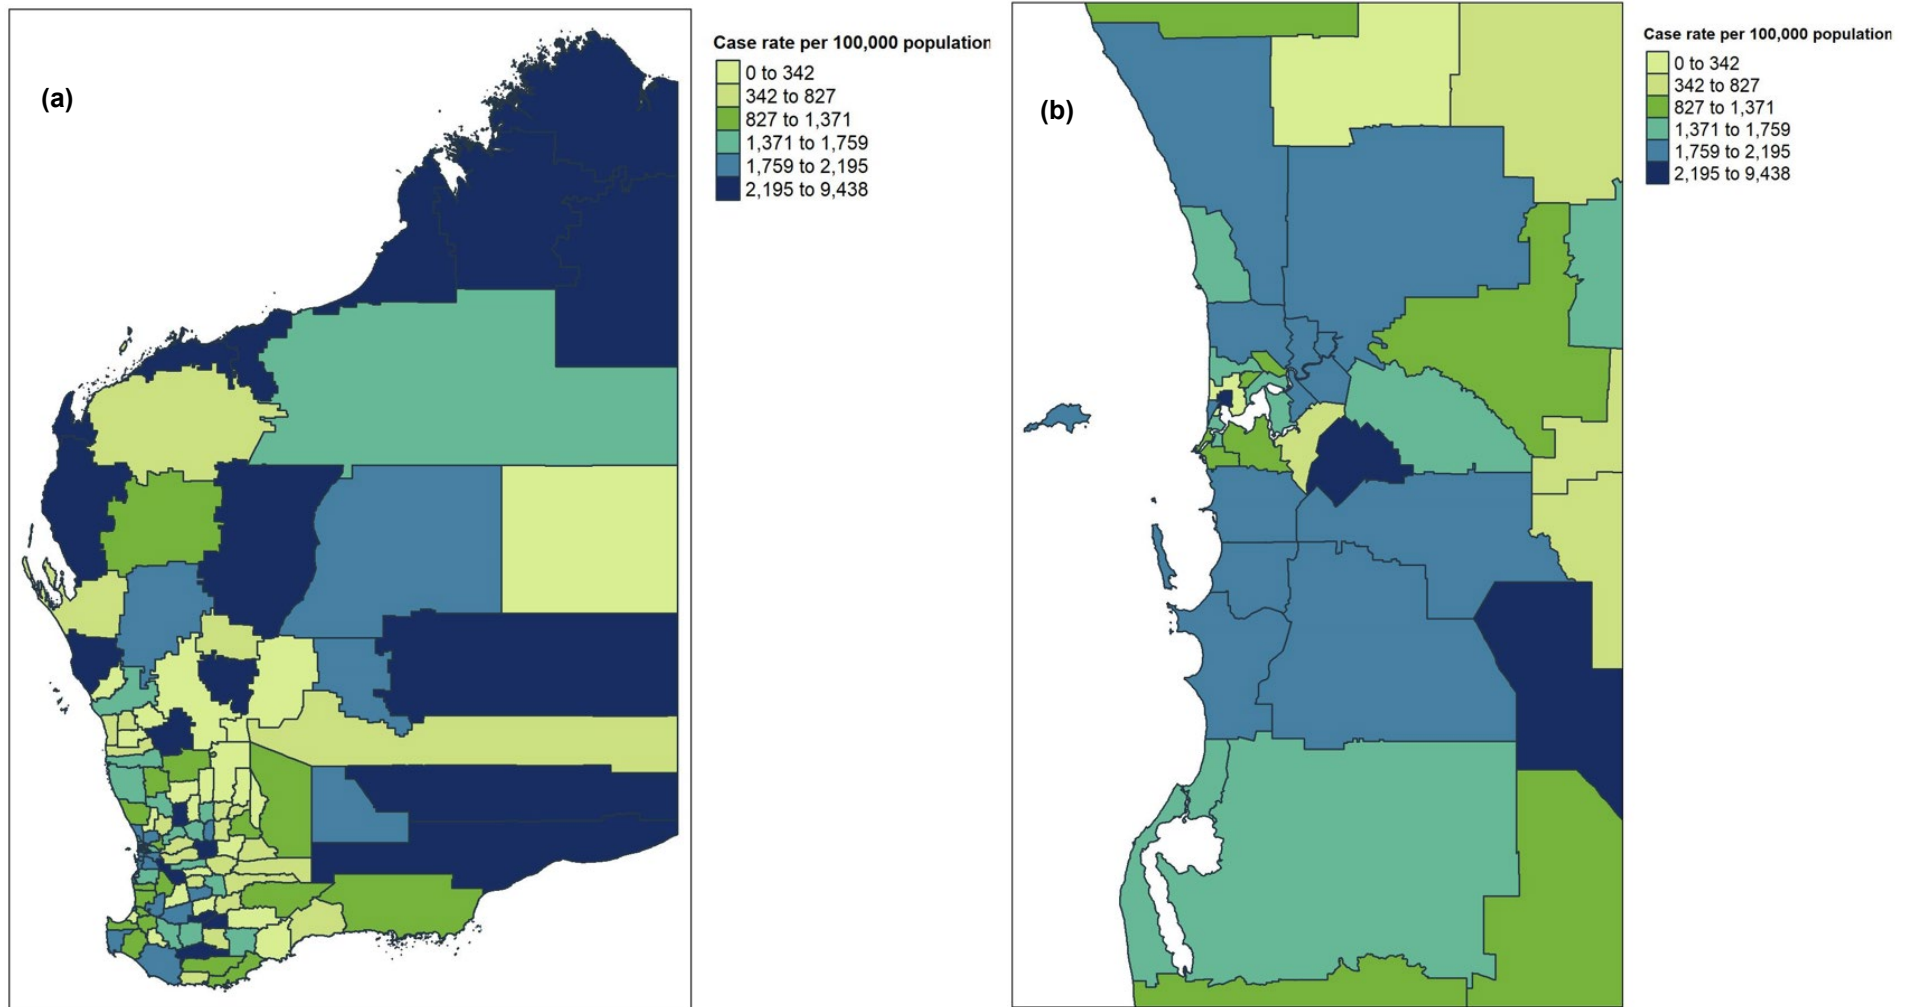 (a)
Case rate per 100,000 population
0 to 342
342 to 827
827 to 1,371
1,371 to 1,759
1,759 to 2,195
2,195 to 9,438
(b)
Case rate per 100,000 population
0 to 342
342 to 827
827 to 1,371
1,371 to 1,759
1,759 to 2,195
2,195 to 9,438